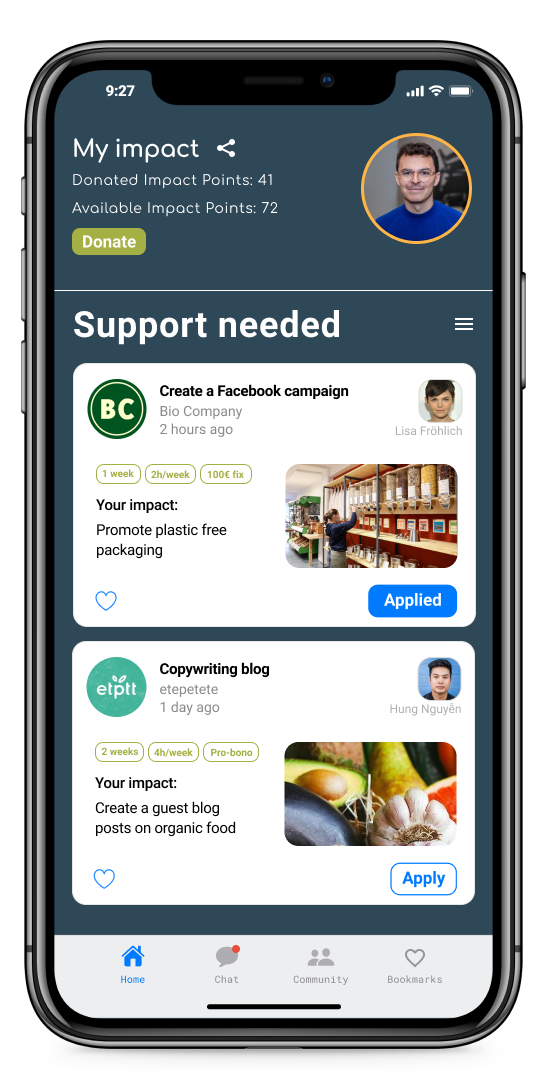 9:27
My impact
Donated Impact Points: 41
Available Impact Points: 72
Donate
Support needed
BC
Create a Facebook campaign
Bio Company
2 hours ago
Lisa Fröhlich
1 week
2h/week
100€ fix
Your impact:
Promote plastic free
packaging
Applied
etptt
Copywriting blog
etepetete
1 day ago
Hung Nguyễn
2 weeks
4h/week
Pro-bono
Your impact:
Create a guest blog
posts on organic food
Apply
Home
Chat
Community
Bookmarks